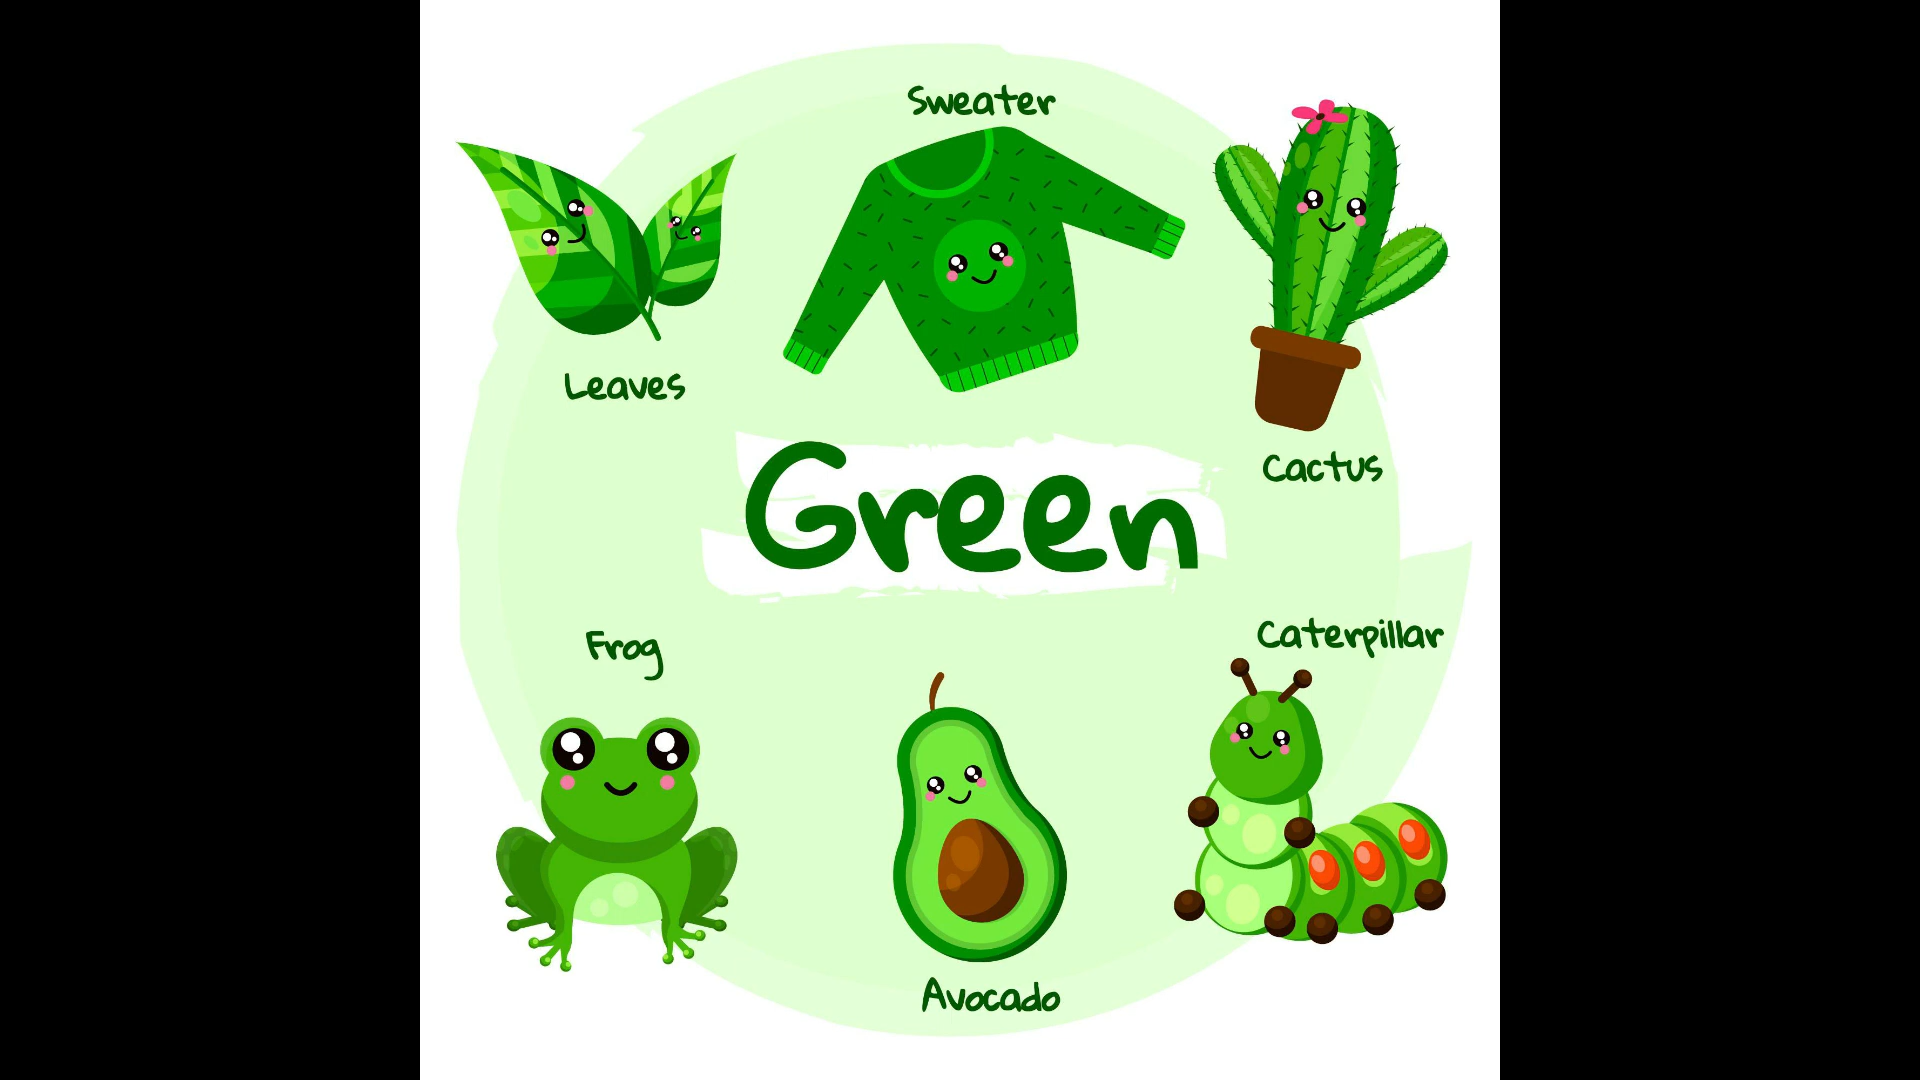 Sweater
Leaves
Cactus
Green
Frog
Caterpillar
Avocado